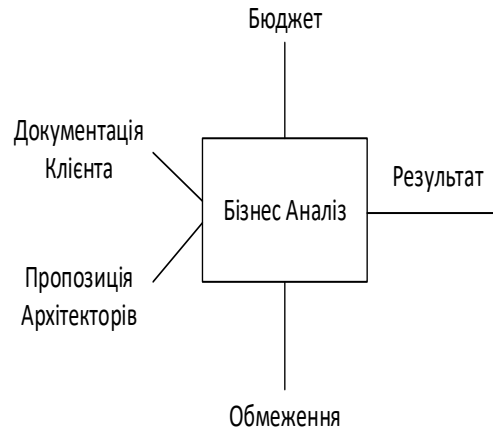 Бюджет
Документація
Клієнта
Бізнес Аналіз
Результат
Пропозиція
Архітекторів
Обмеження